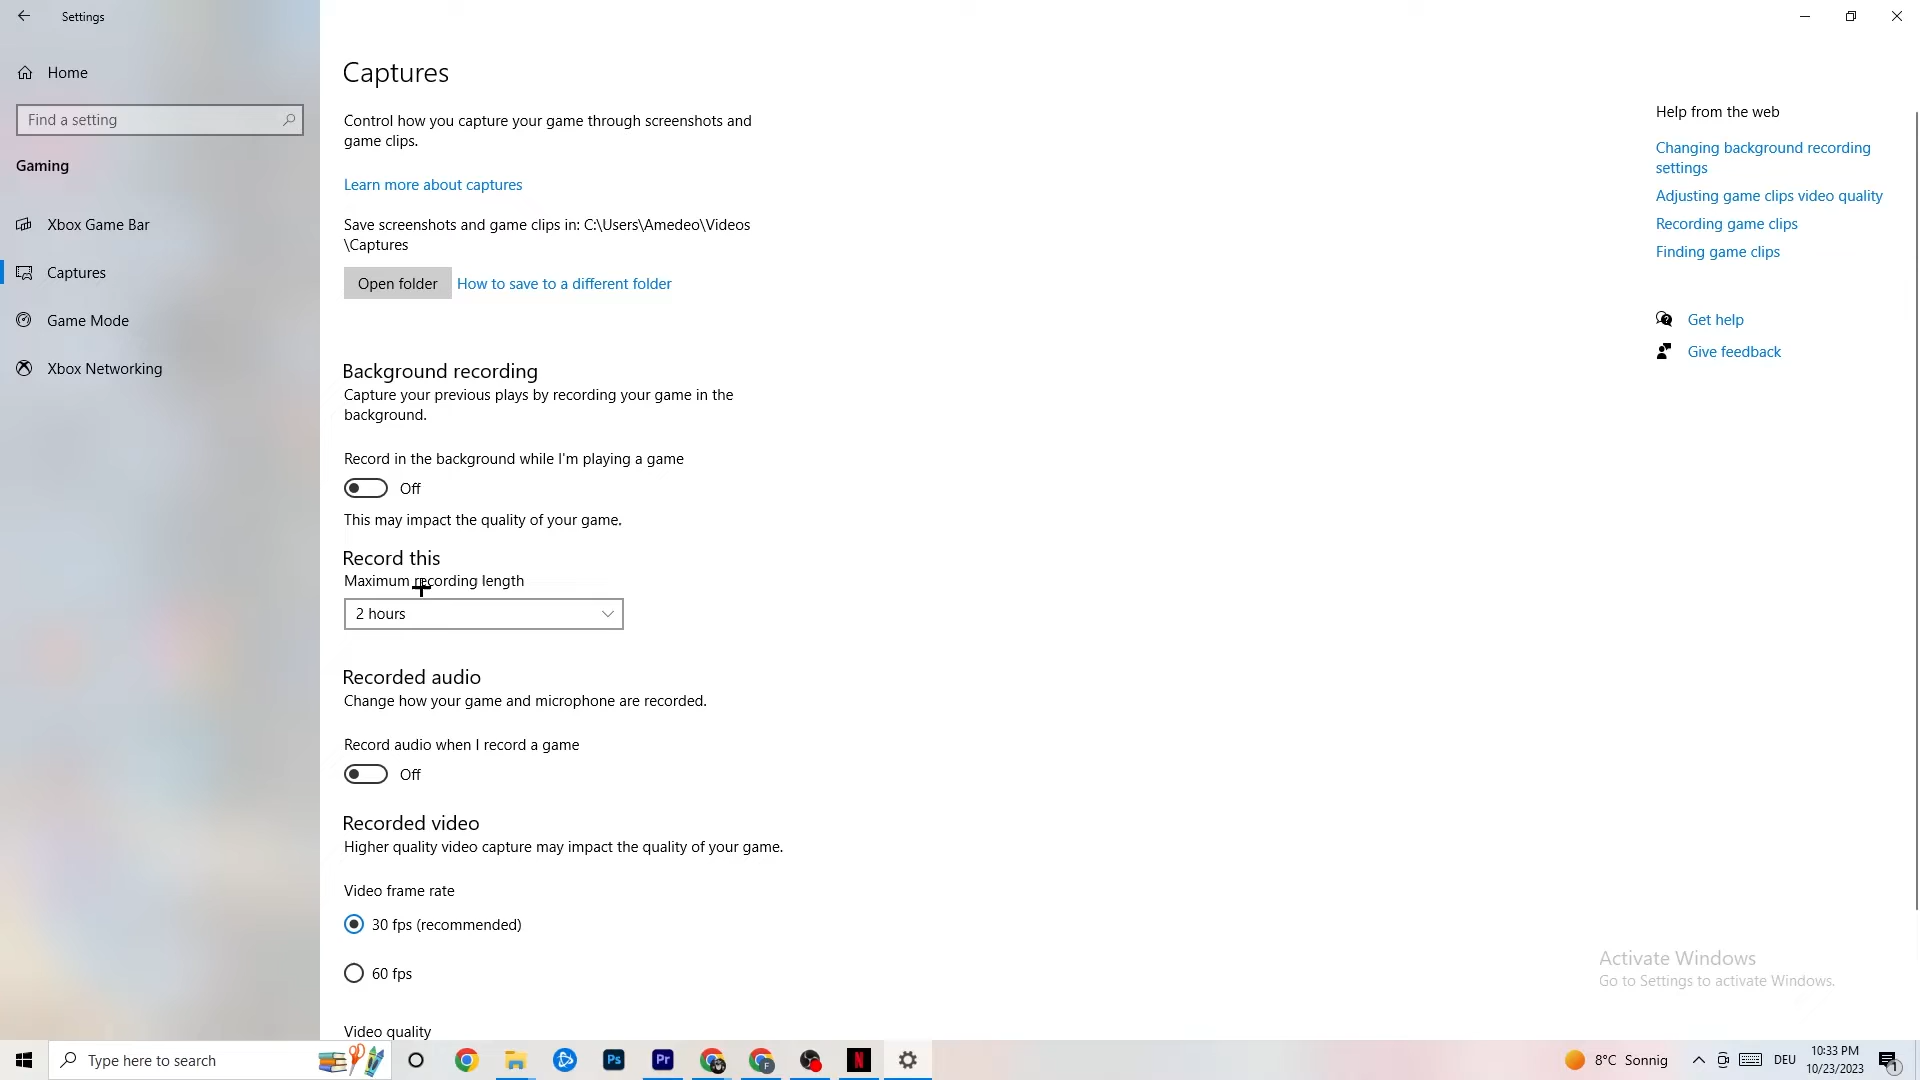 Settings
Home
Find a setting
Gaming
Xbox Game Bar
Captures
Game Mode
Xbox Networking
Captures
Control how you capture your game through screenshots and
game clips.
Learn more about captures
Save screenshots and game clips in: C:\Users\Amedeo\Videos
\Captures
Open folder
How to save to a different folder
Background recording
Capture your previous plays by recording your game in the
background.
Record in the background while I'm playing a game
Off
This may impact the quality of your game.
Record this
Maximum recording length
2 hours
Recorded audio
Change how your game and microphone are recorded.
Record audio when I record a game
Off
Recorded video
Higher quality video capture may impact the quality of your game.
Video frame rate
30 fps (recommended)
60 fps
Video quality
Help from the web
Changing background recording
settings
Adjusting game clips video quality
Recording game clips
Finding game clips
Get help
Give feedback
Activate Windows
Go to Settings to activate Windows.
Type here to search
Ps
Pr
F
N
8°C Sonnig
DEU
10:33 PM
10/23/2023
1